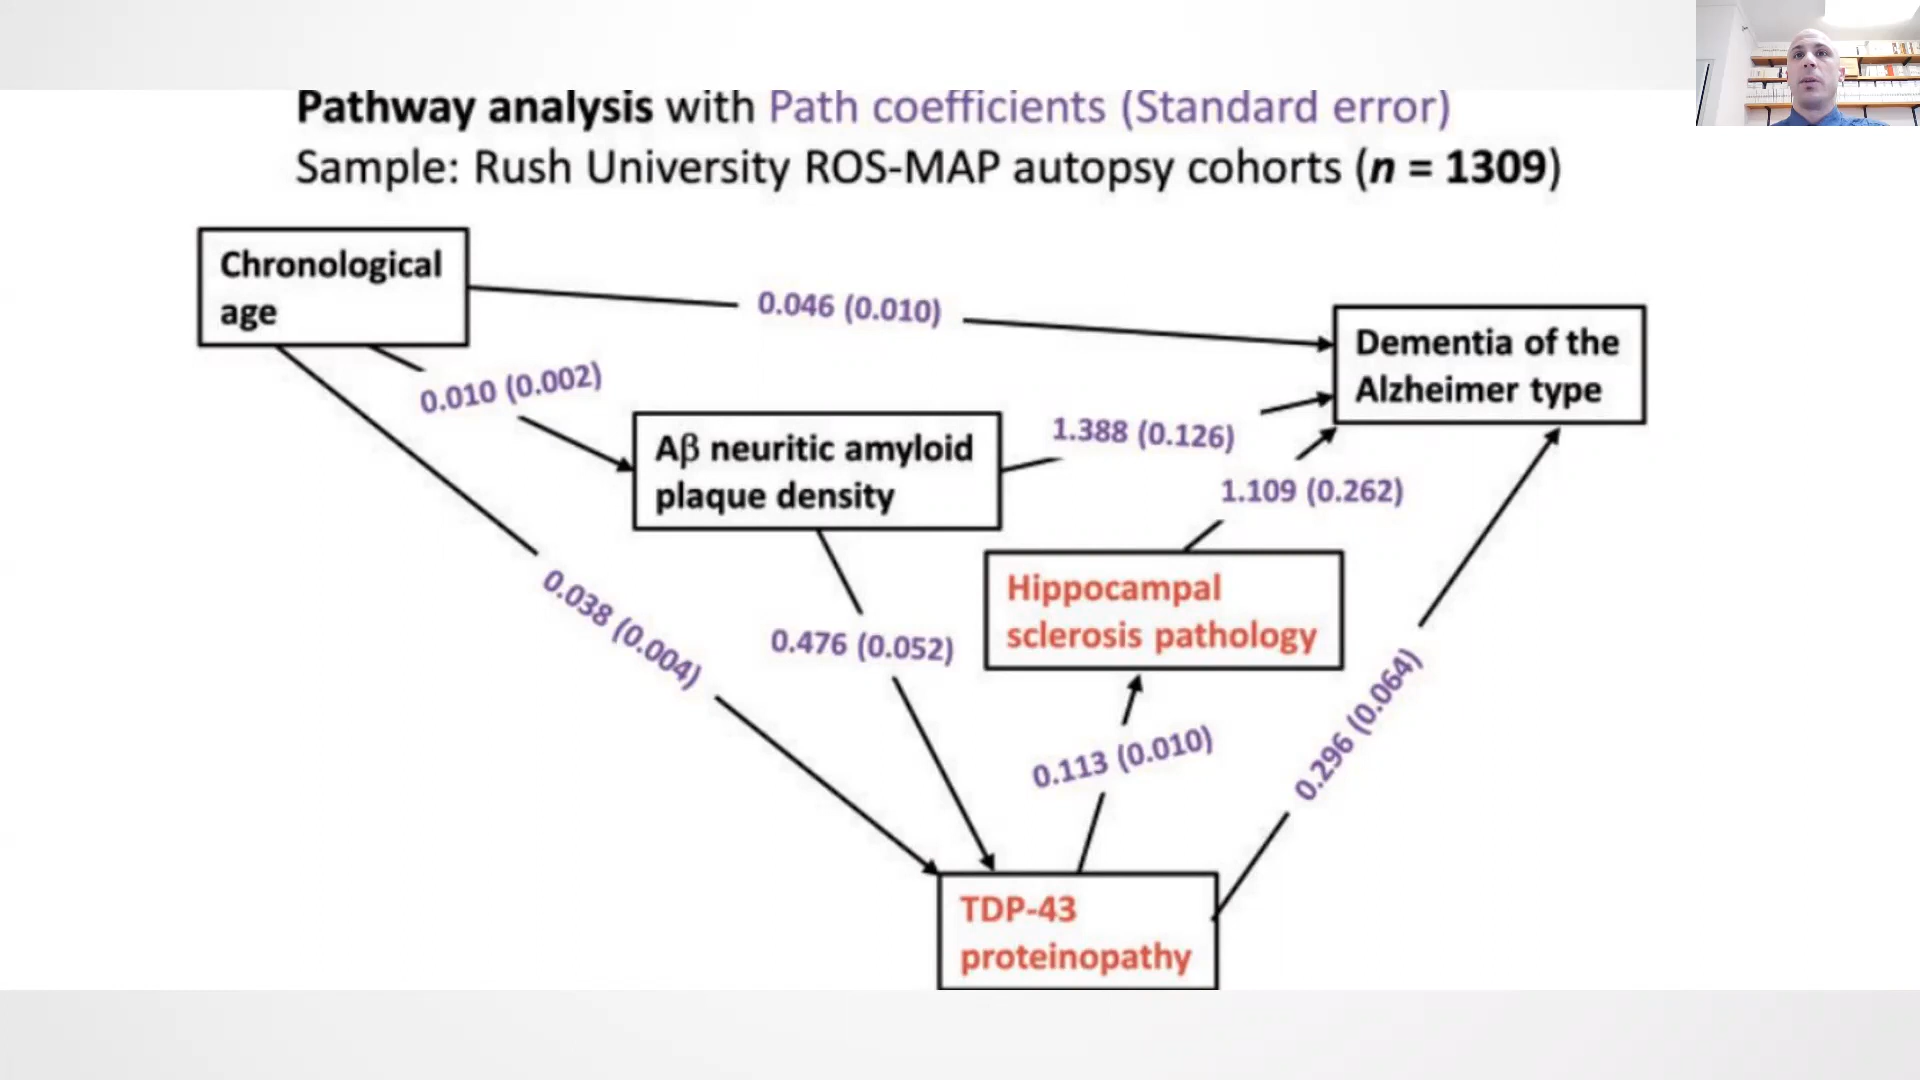 Pathway analysis with Path coefficients (Standard error)
Sample: Rush University ROS-MAP autopsy cohorts (n = 1309)
Chronological
age
0.046 (0.010)
Dementia of the
Alzheimer type
0.010 (0.002)
Aβ neuritic amyloid
plaque density
1.388 (0.126)
1.109 (0.262)
Hippocampal
sclerosis pathology
0.038 (0.004)
0.476 (0.052)
0.113 (0.010)
0.296 (0.064)
TDP-43
proteinopathy